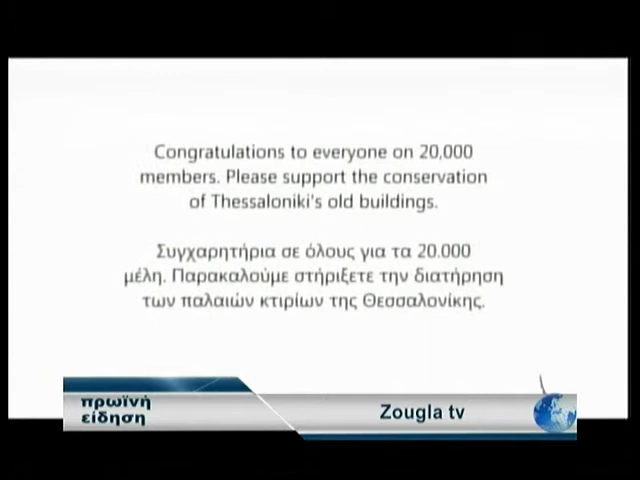 Congratulations to everyone on 20,000
members. Please support the conservation
of Thessaloniki's old buildings.
Συγχαρητήρια σε όλους για τα 20.000
μέλη. Παρακαλούμε στήριξετε την διατήρηση
των παλαιών κτιρίων της Θεσσαλονίκης.
πρωϊνή
είδηση
Zougla tv